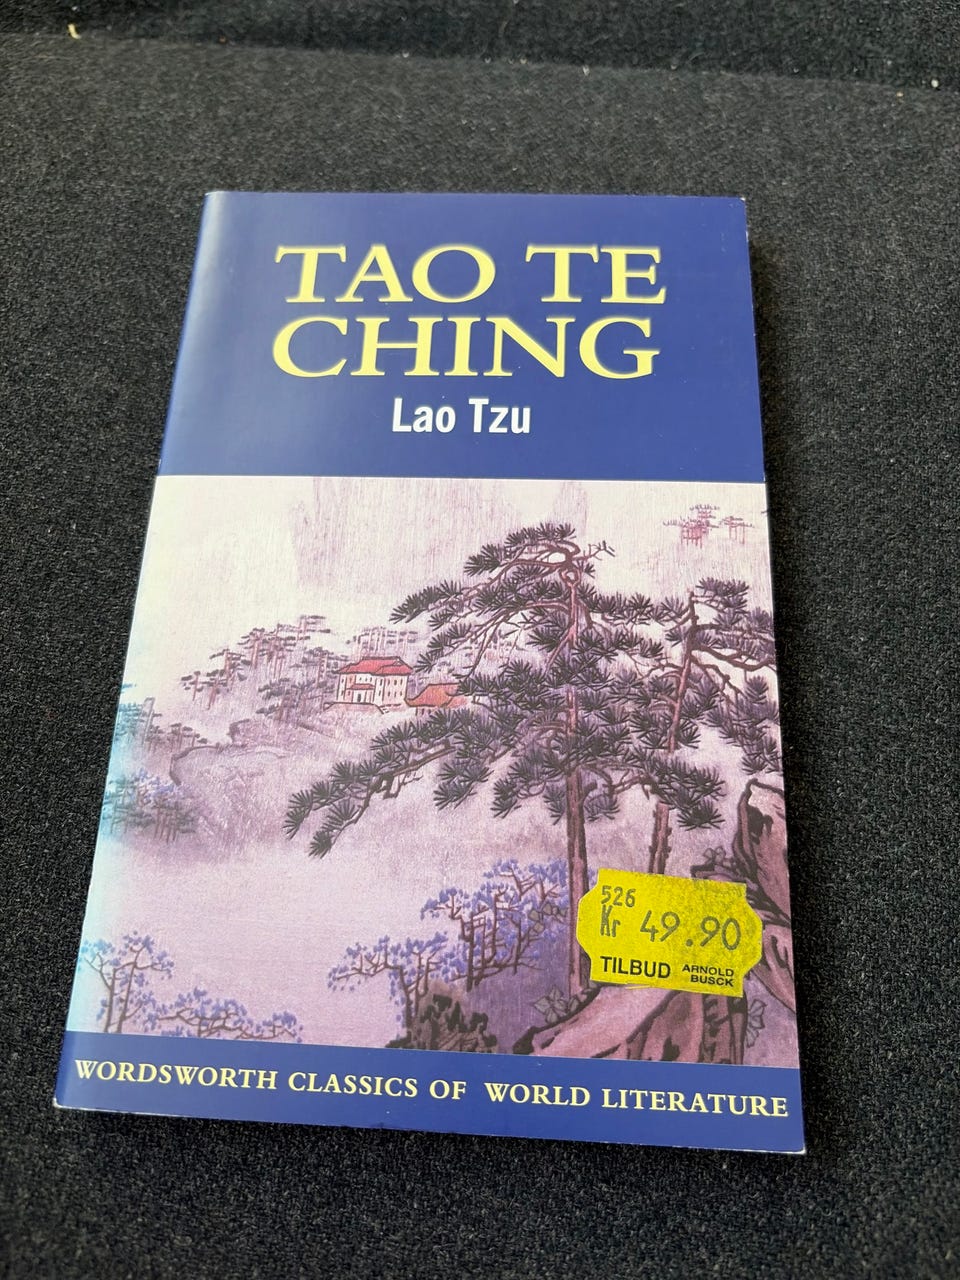 TAO TE
CHING
Lao Tzu
526
Kr 49.90
TILBUD ARNOLD
BUSCK
WORDSWORTH CLASSICS OF WORLD LITERATURE